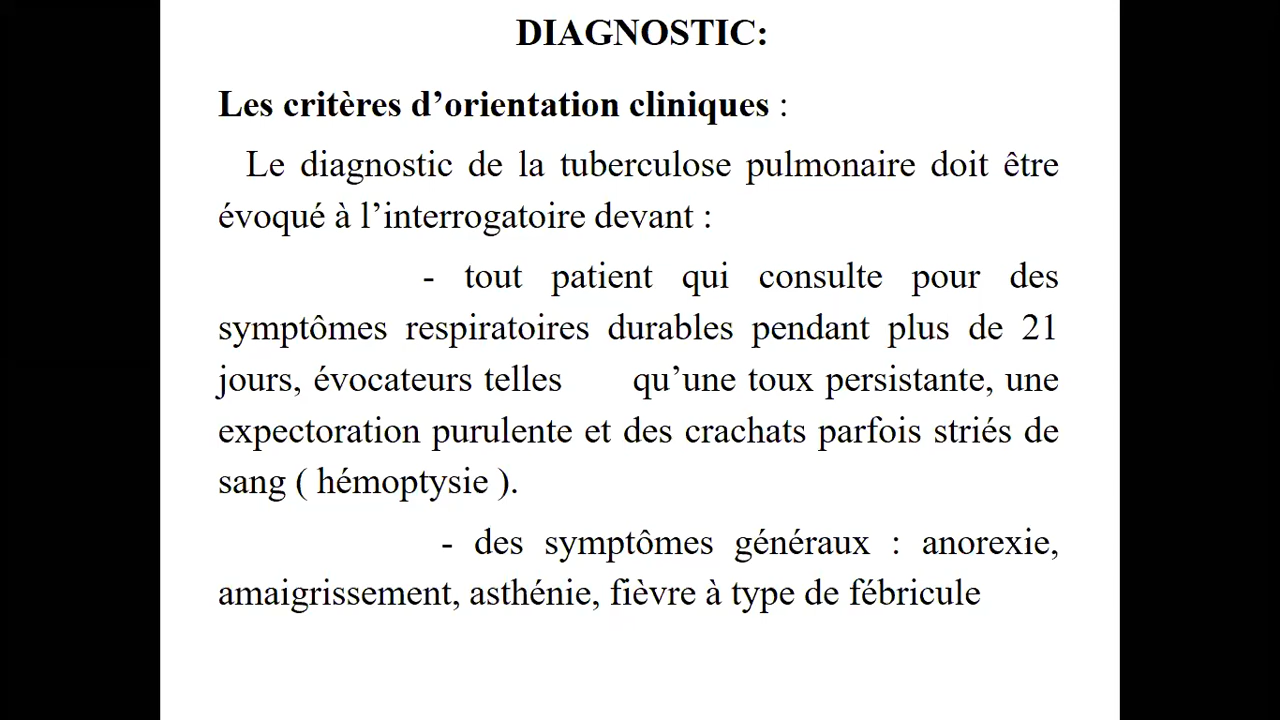 DIAGNOSTIC:
Les critères d’orientation cliniques :
Le diagnostic de la tuberculose pulmonaire doit être
évoqué à l’interrogatoire devant :
- tout patient qui consulte pour des
symptômes respiratoires durables pendant plus de 21
jours, évocateurs telles qu’une toux persistante, une
expectoration purulente et des crachats parfois striés de
sang ( hémoptysie ).
- des symptômes généraux : anorexie,
amaigrissement, asthénie, fièvre à type de fébricule